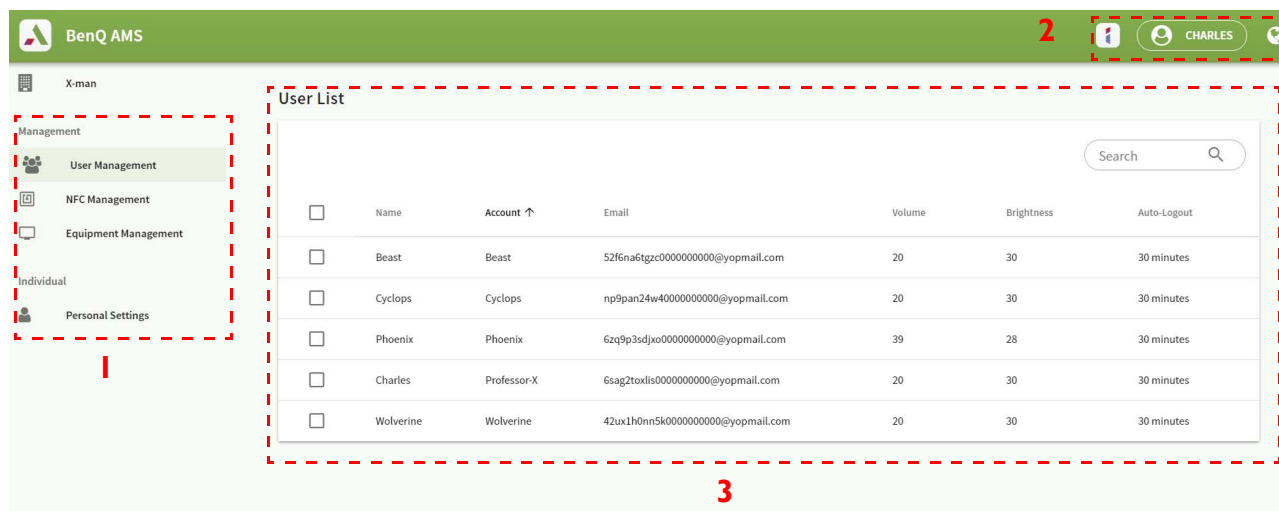 BenQ AMS
2
CHARLES
X-man
Management
User Management
NFC Management
Equipment Management
Individual
Personal Settings
1
User List
Search
Name Account ↑ Email Volume Brightness Auto-Logout
Beast Beast 52f6na6tgzc0000000000@yopmail.com 20 30 30 minutes
Cyclops Cyclops np9pan24w40000000000@yopmail.com 20 30 30 minutes
Phoenix Phoenix 6zq9p3sdjxo0000000000@yopmail.com 39 28 30 minutes
Charles Professor-X 6sag2toxlis0000000000@yopmail.com 20 30 30 minutes
Wolverine Wolverine 42ux1h0nn5k0000000000@yopmail.com 20 30 30 minutes
3